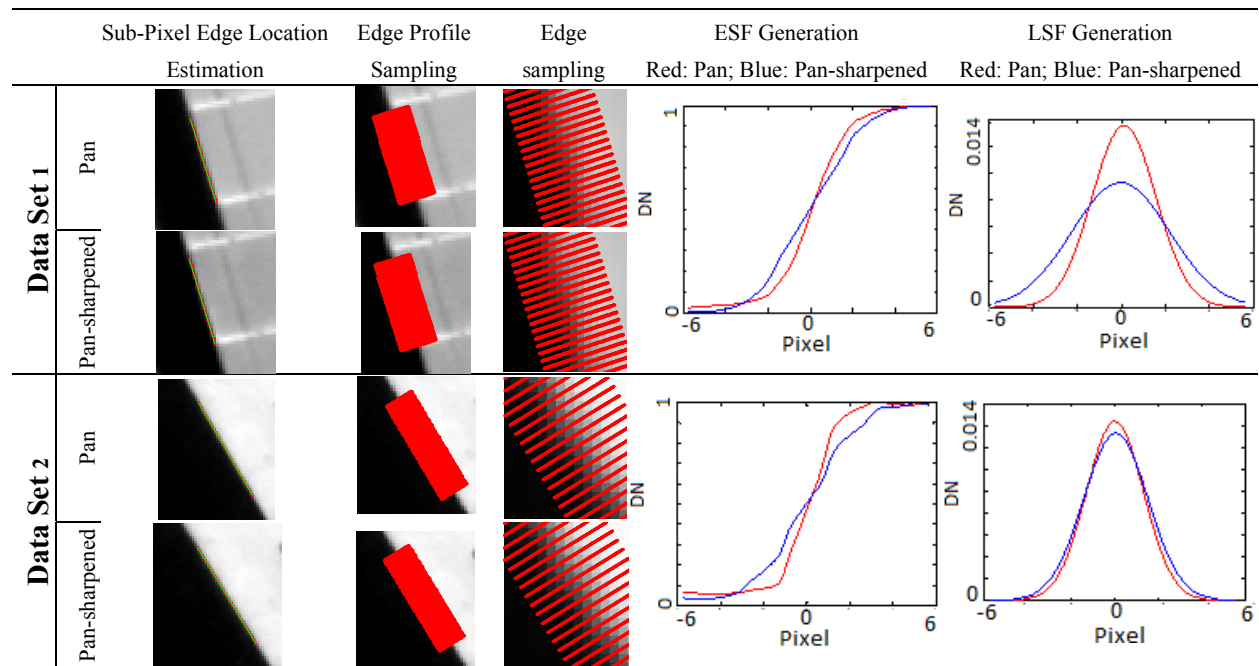 Sub-Pixel Edge Location Estimation
Edge Profile Sampling
Edge sampling
ESF Generation
Red: Pan; Blue: Pan-sharpened
LSF Generation
Red: Pan; Blue: Pan-sharpened
Data Set 1
Pan
Pan-sharpened
1
DN
0
-6 0 6
Pixel
0.014
DN
0
-6 0 6
Pixel
Data Set 2
Pan
Pan-sharpened
1
DN
0
-6 0 6
Pixel
0.014
DN
0
-6 0 6
Pixel